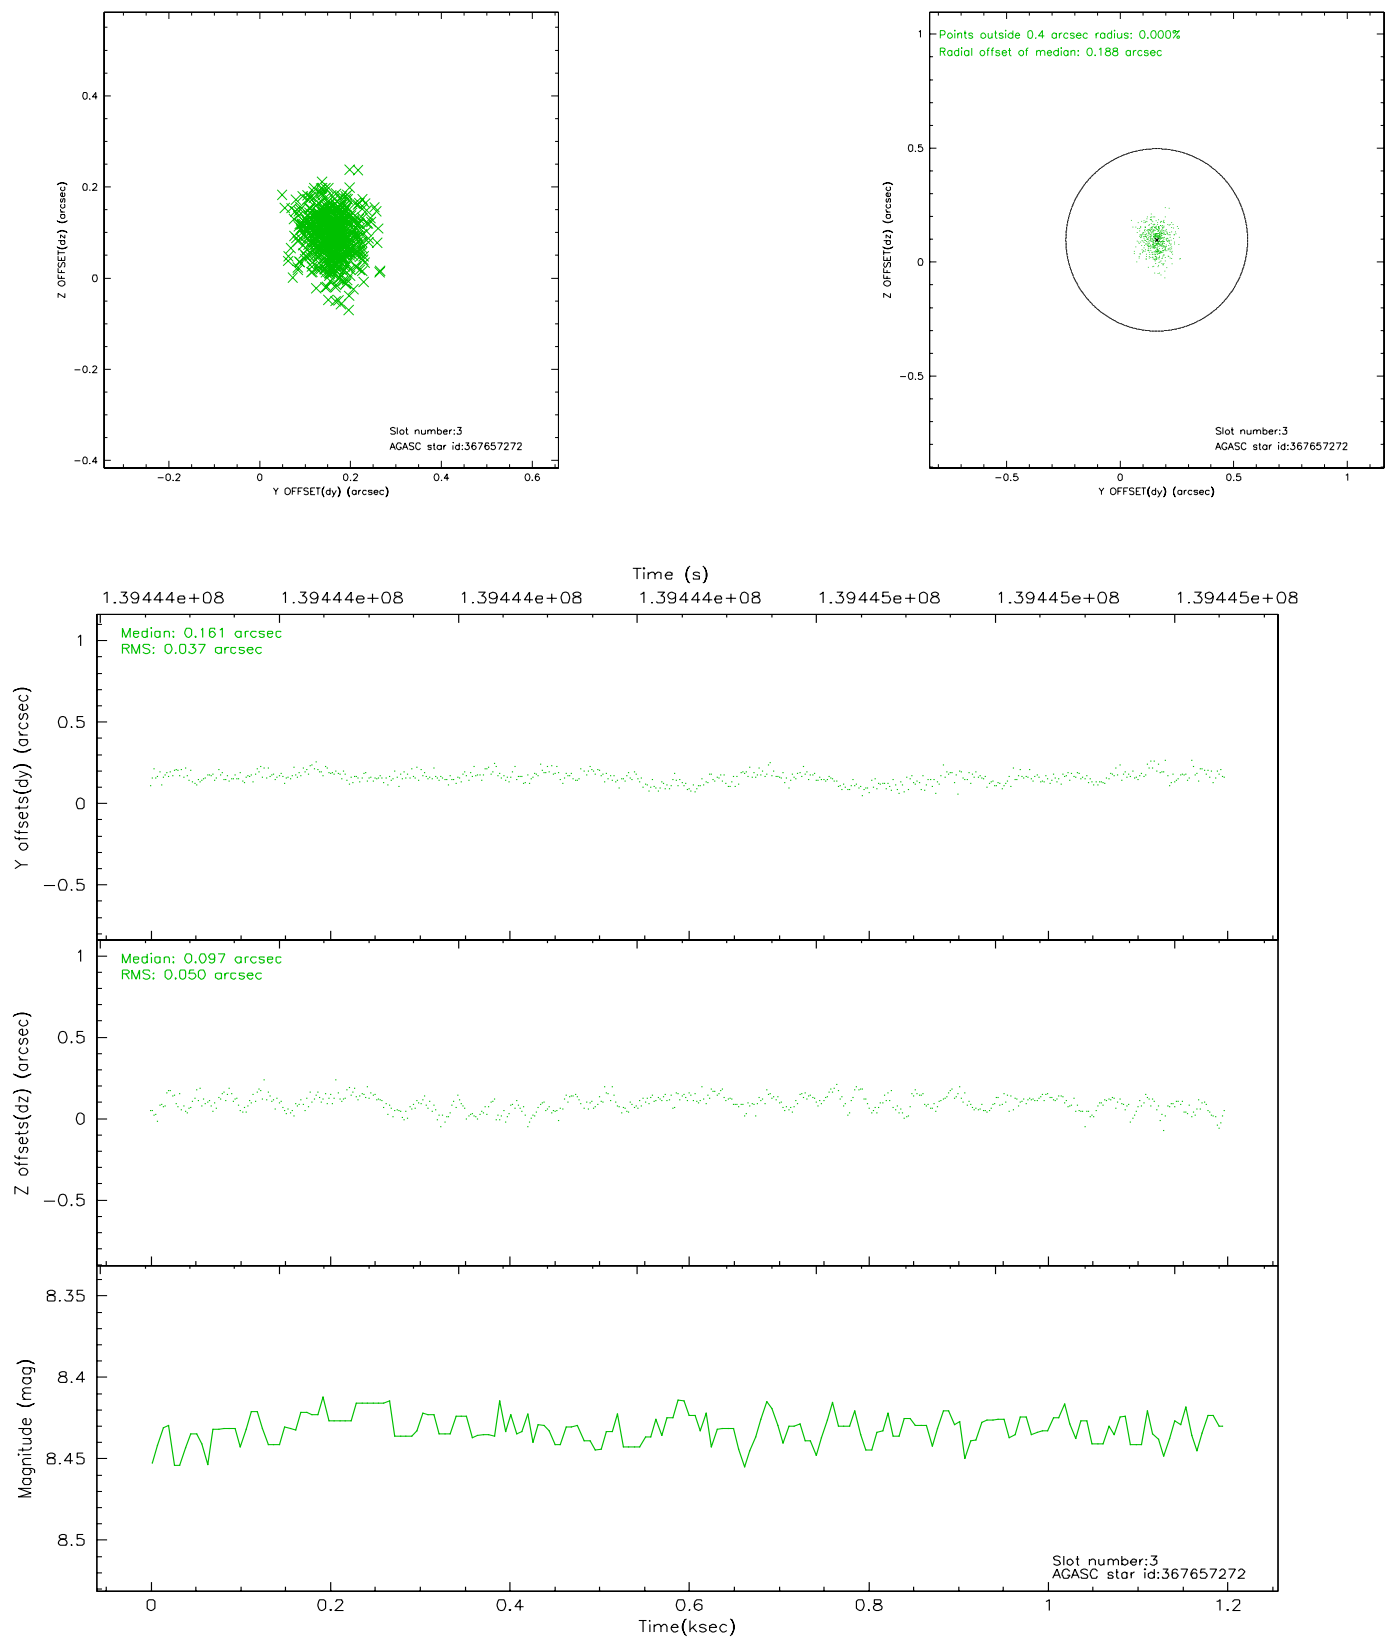 0.4
0.2
0
−0.2
−0.4
Z OFFSET(dz) (arcsec)
−0.2
0
0.2
0.4
0.6
Y OFFSET(dy) (arcsec)
Slot number:3
AGASC star id:367657272
Points outside 0.4 arcsec radius: 0.000%
Radial offset of median: 0.188 arcsec
1
0.5
0
−0.5
Z OFFSET(dz) (arcsec)
−0.5
0
0.5
1
Y OFFSET(dy) (arcsec)
Slot number:3
AGASC star id:367657272
Time (s)
1.39444e+08
1.39444e+08
1.39444e+08
1.39444e+08
1.39445e+08
1.39445e+08
1.39445e+08
Median: 0.161 arcsec
RMS: 0.037 arcsec
1
0.5
0
−0.5
Y offsets(dy) (arcsec)
Median: 0.097 arcsec
RMS: 0.050 arcsec
1
0.5
0
−0.5
Z offsets(dz) (arcsec)
8.35
8.4
8.45
8.5
Magnitude (mag)
Slot number:3
AGASC star id:367657272
0
0.2
0.4
0.6
0.8
1
1.2
Time(ksec)